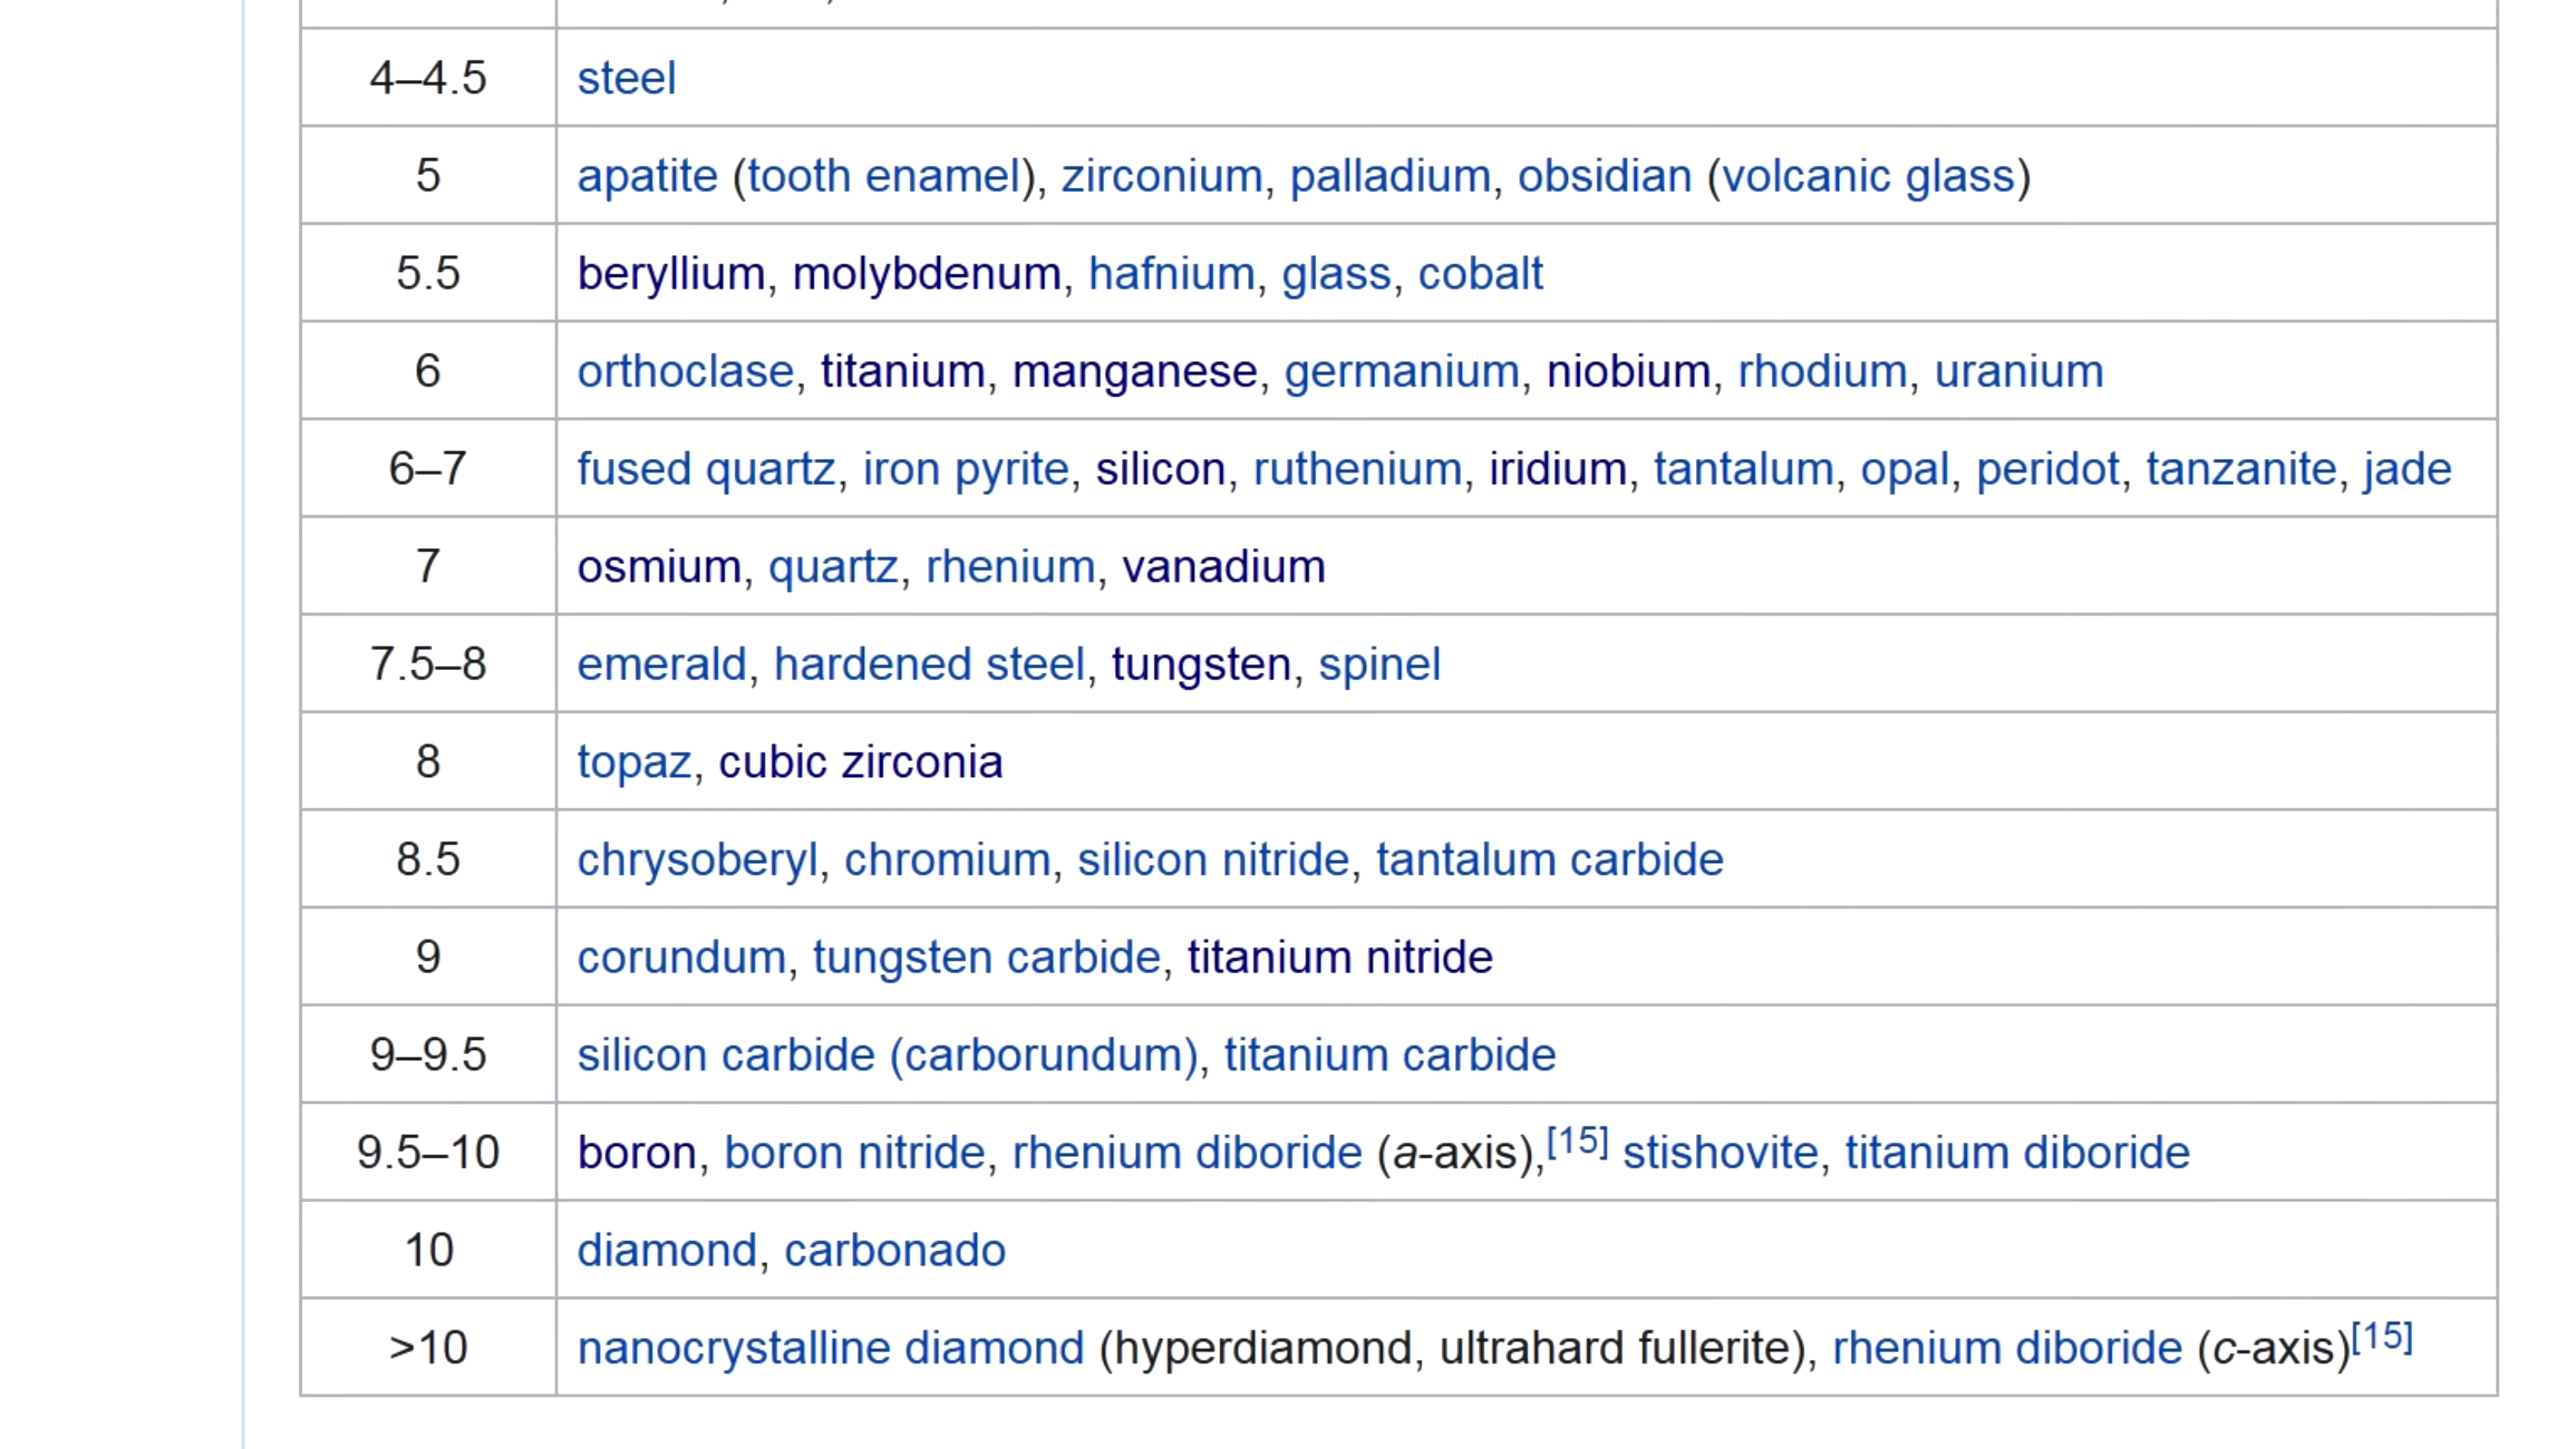 4–4.5 steel
5 apatite (tooth enamel), zirconium, palladium, obsidian (volcanic glass)
5.5 beryllium, molybdenum, hafnium, glass, cobalt
6 orthoclase, titanium, manganese, germanium, niobium, rhodium, uranium
6–7 fused quartz, iron pyrite, silicon, ruthenium, iridium, tantalum, opal, peridot, tanzanite, jade
7 osmium, quartz, rhenium, vanadium
7.5–8 emerald, hardened steel, tungsten, spinel
8 topaz, cubic zirconia
8.5 chrysoberyl, chromium, silicon nitride, tantalum carbide
9 corundum, tungsten carbide, titanium nitride
9–9.5 silicon carbide (carborundum), titanium carbide
9.5–10 boron, boron nitride, rhenium diboride (a-axis),[15] stishovite, titanium diboride
10 diamond, carbonado
>10 nanocrystalline diamond (hyperdiamond, ultrahard fullerite), rhenium diboride (c-axis)[15]